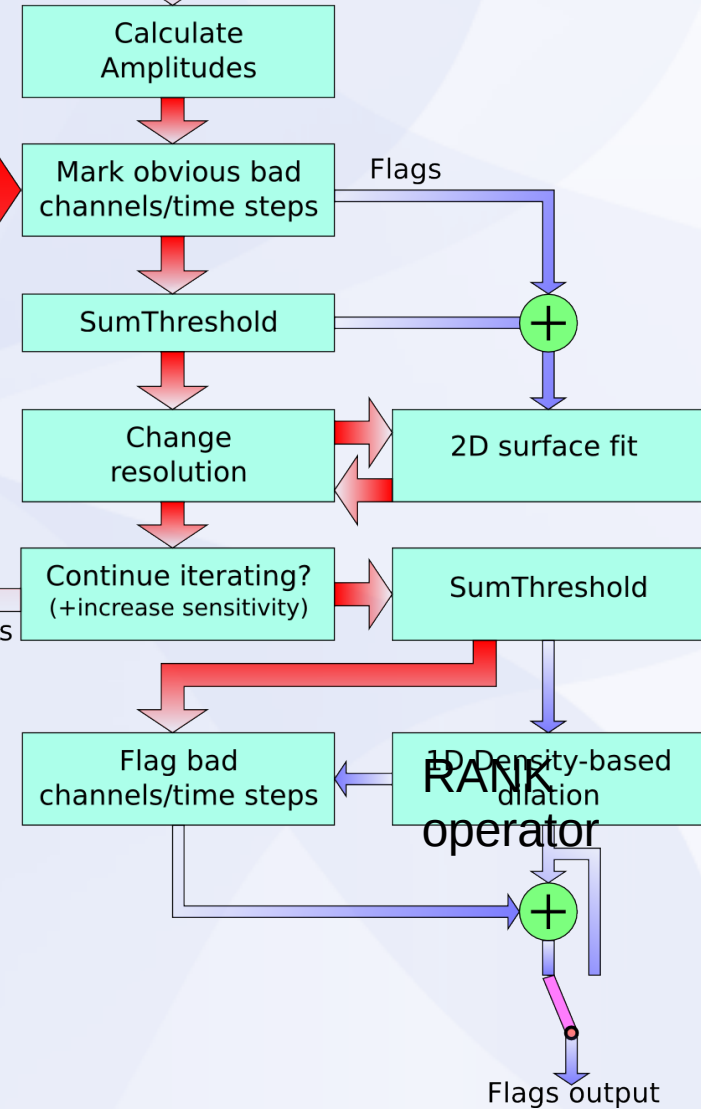 Calculate
Amplitudes
Mark obvious bad
channels/time steps
Flags
SumThreshold
+
Change
resolution
2D surface fit
Continue iterating?
(+increase sensitivity)
s
SumThreshold
Flag bad
channels/time steps
1D Density-based
dilation
RANK
operator
+
Flags output